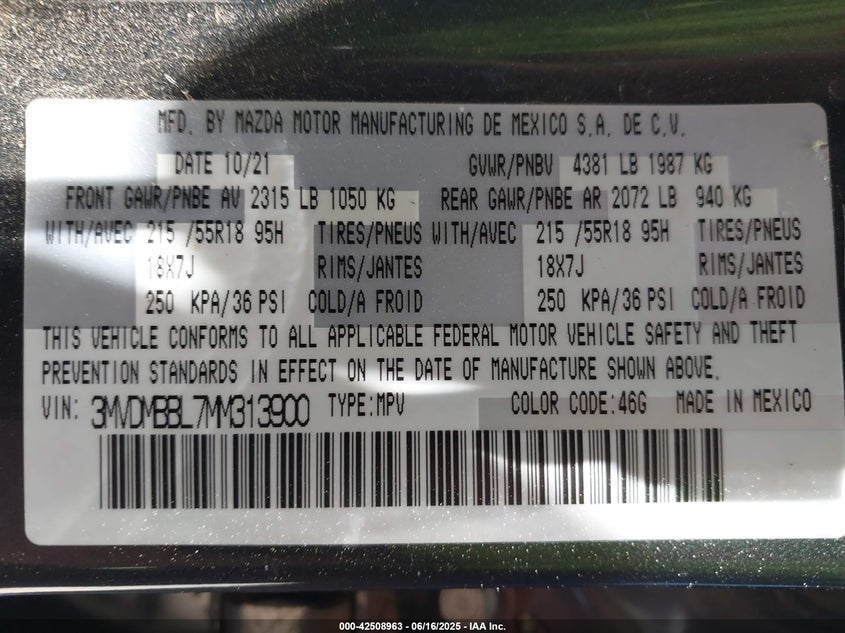 MFD. BY MAZDA MOTOR MANUFACTURING DE MEXICO S.A. DE C.V.
DATE 10/21 GVWR/PNBV 4381 LB 1987 KG
FRONT GAWR/PNBE AV 2315 LB 1050 KG REAR GAWR/PNBE AR 2072 LB 940 KG
WITH/AVEC 215 /55R18 95H TIRES/PNEUS WITH/AVEC 215 /55R18 95H TIRES/PNEUS
18X7J RIMS/JANTES 18X7J RIMS/JANTES
250 KPA/36 PSI COLD/A FROID 250 KPA/36 PSI COLD/A FROID
THIS VEHICLE CONFORMS TO ALL APPLICABLE FEDERAL MOTOR VEHICLE SAFETY AND THEFT
PREVENTION STANDARDS IN EFFECT ON THE DATE OF MANUFACTURE SHOWN ABOVE.
VIN: 3MVDMBBL7MM313900 TYPE:MPV COLOR CODE:46G MADE IN MEXICO
000-42508963 - 06/16/2025 - IAA Inc.